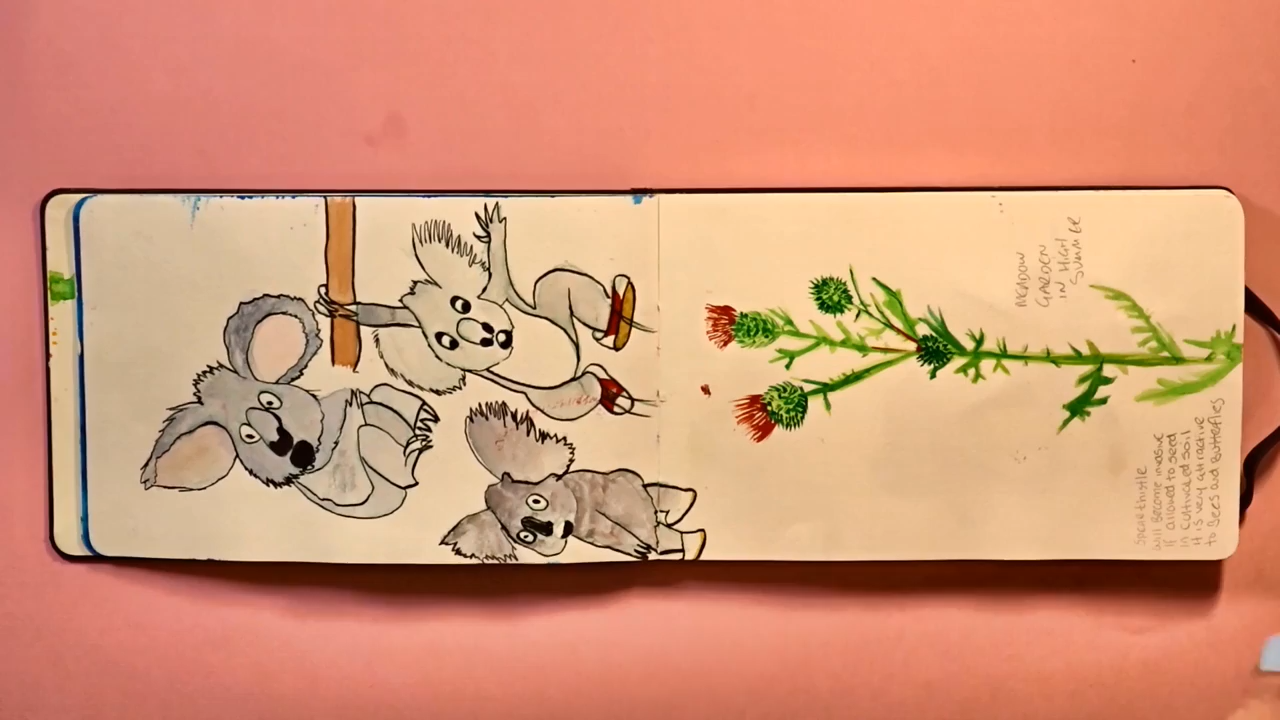 MEADOW
GARDEN
IN HIGH
SUMMER
Spear thistle
will become invasive
if allowed to seed
in cultivated soil
it is very attractive
to Bees and Butterflies